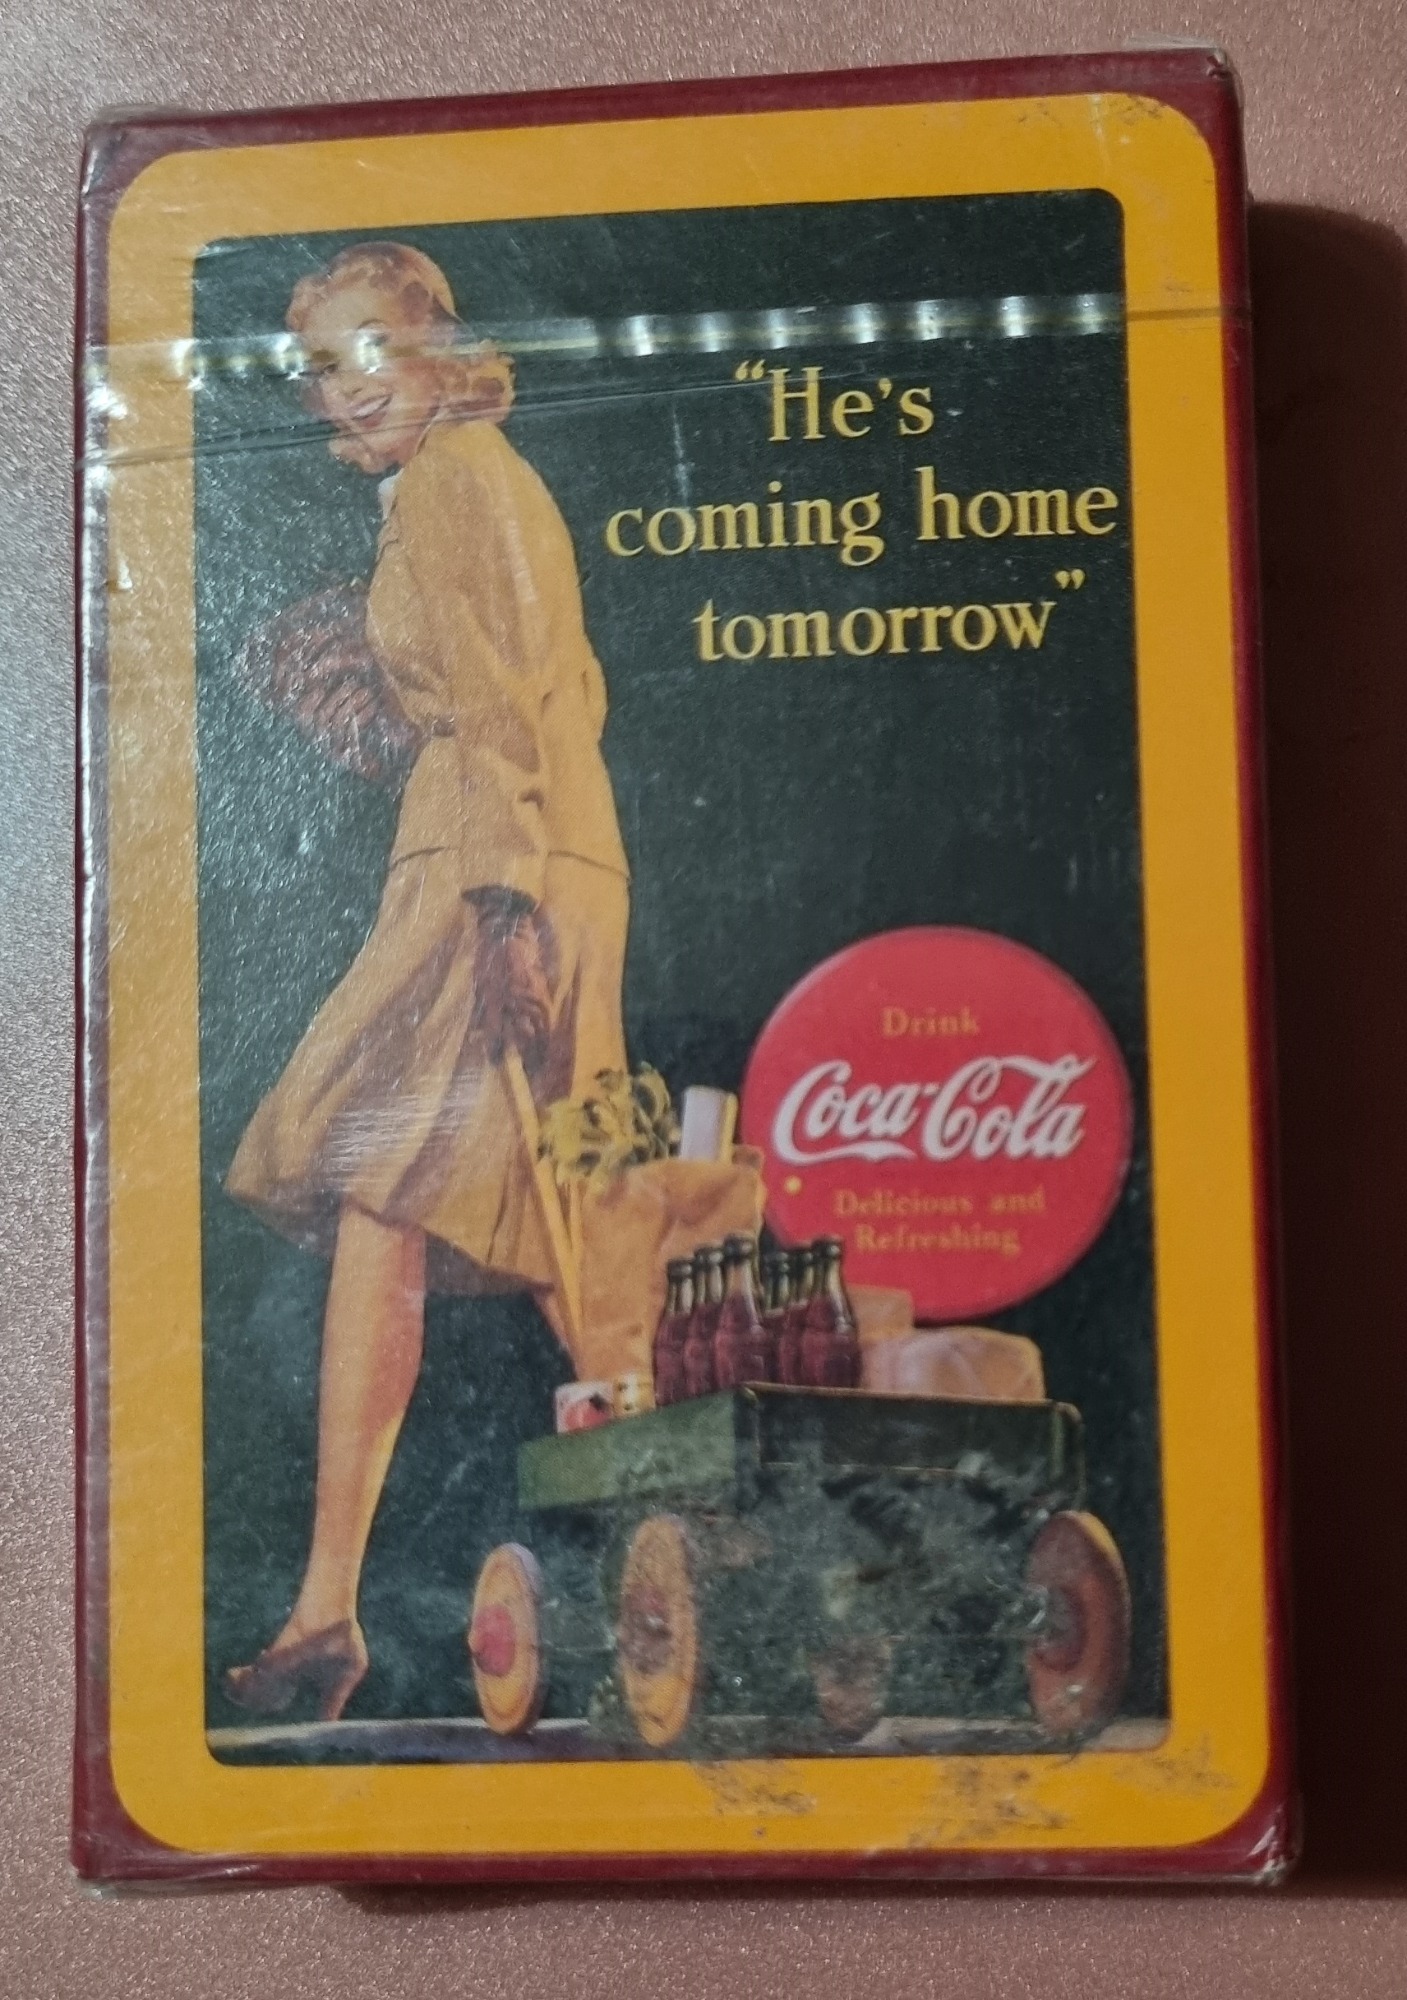 “He’s
coming home
tomorrow”
Drink
Coca-Cola
Delicious and
Refreshing